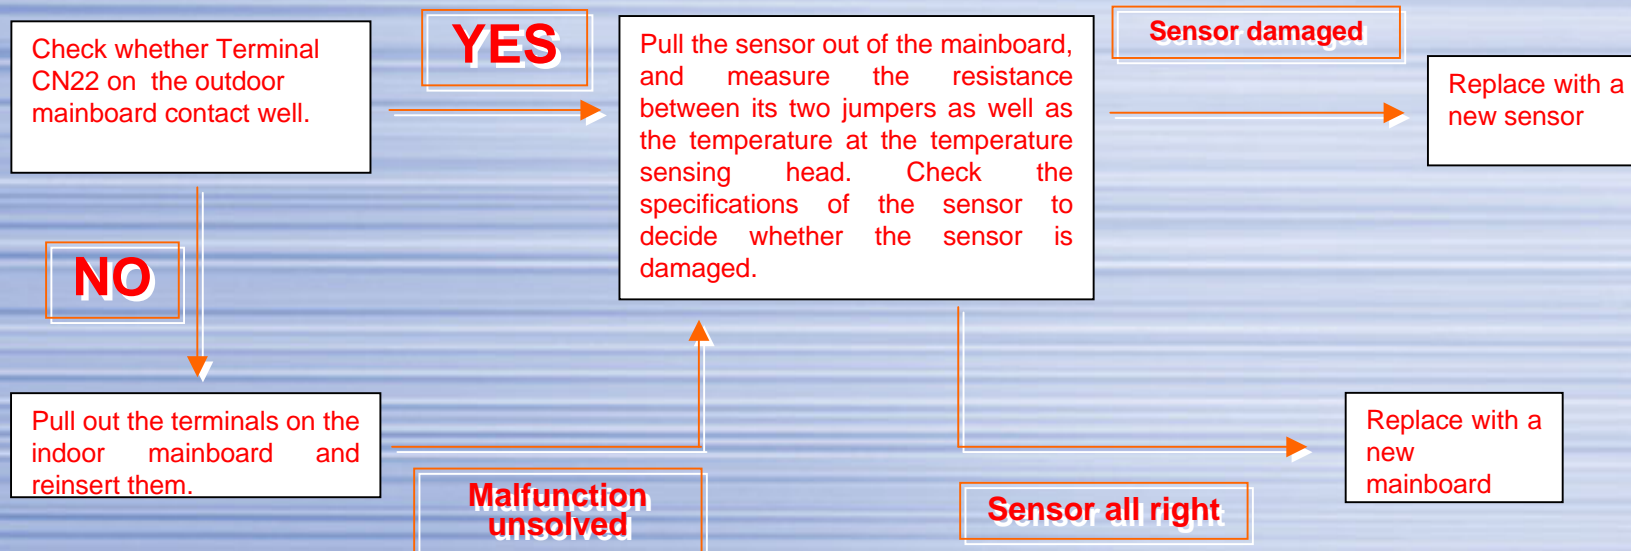 Check whether Terminal
CN22 on the outdoor
mainboard contact well.
YES
Pull the sensor out of the mainboard,
and measure the resistance
between its two jumpers as well as
the temperature at the temperature
sensing head. Check the
specifications of the sensor to
decide whether the sensor is
damaged.
Sensor damaged
Replace with a
new sensor
NO
Pull out the terminals on the
indoor mainboard and
reinsert them.
Malfunction
unsolved
Sensor all right
Replace with a
new
mainboard